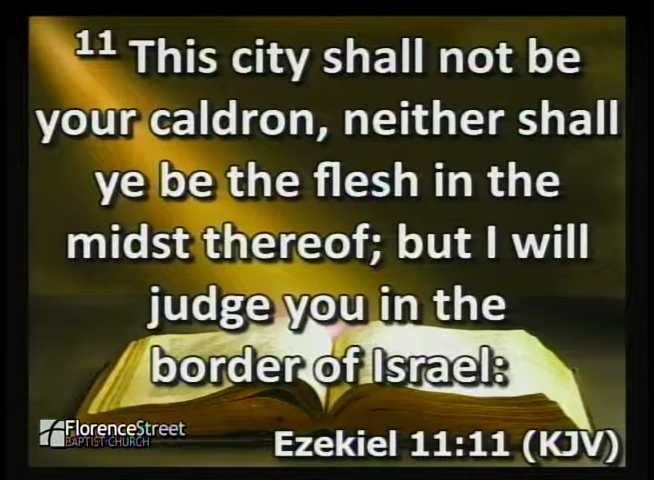 11 This city shall not be
your caldron, neither shall
ye be the flesh in the
midst thereof; but I will
judge you in the
border of Israel:
FlorenceStreet
BAPTIST CHURCH
Ezekiel 11:11 (KJV)